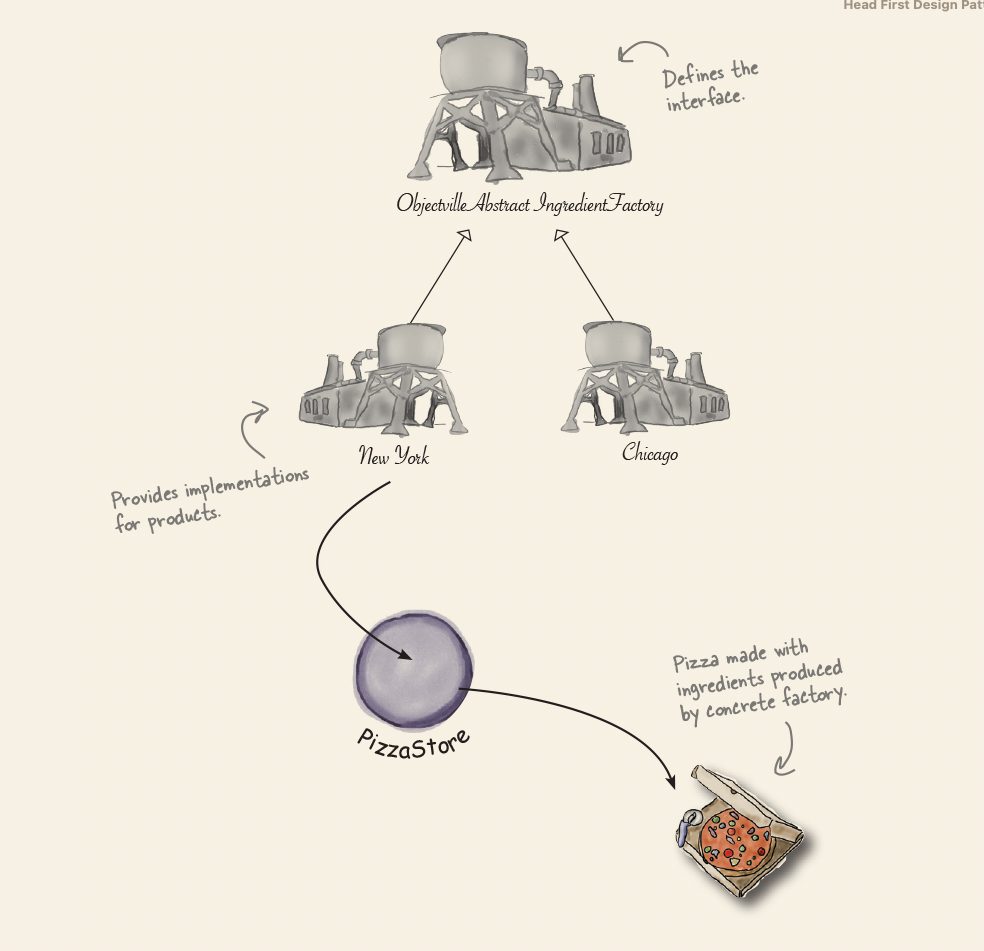 Head First Design Pat
Defines the
interface.
ObjectvilleAbstract IngredientFactory
New York
Chicago
Provides implementations
for products.
PizzaStore
Pizza made with
ingredients produced
by concrete factory.